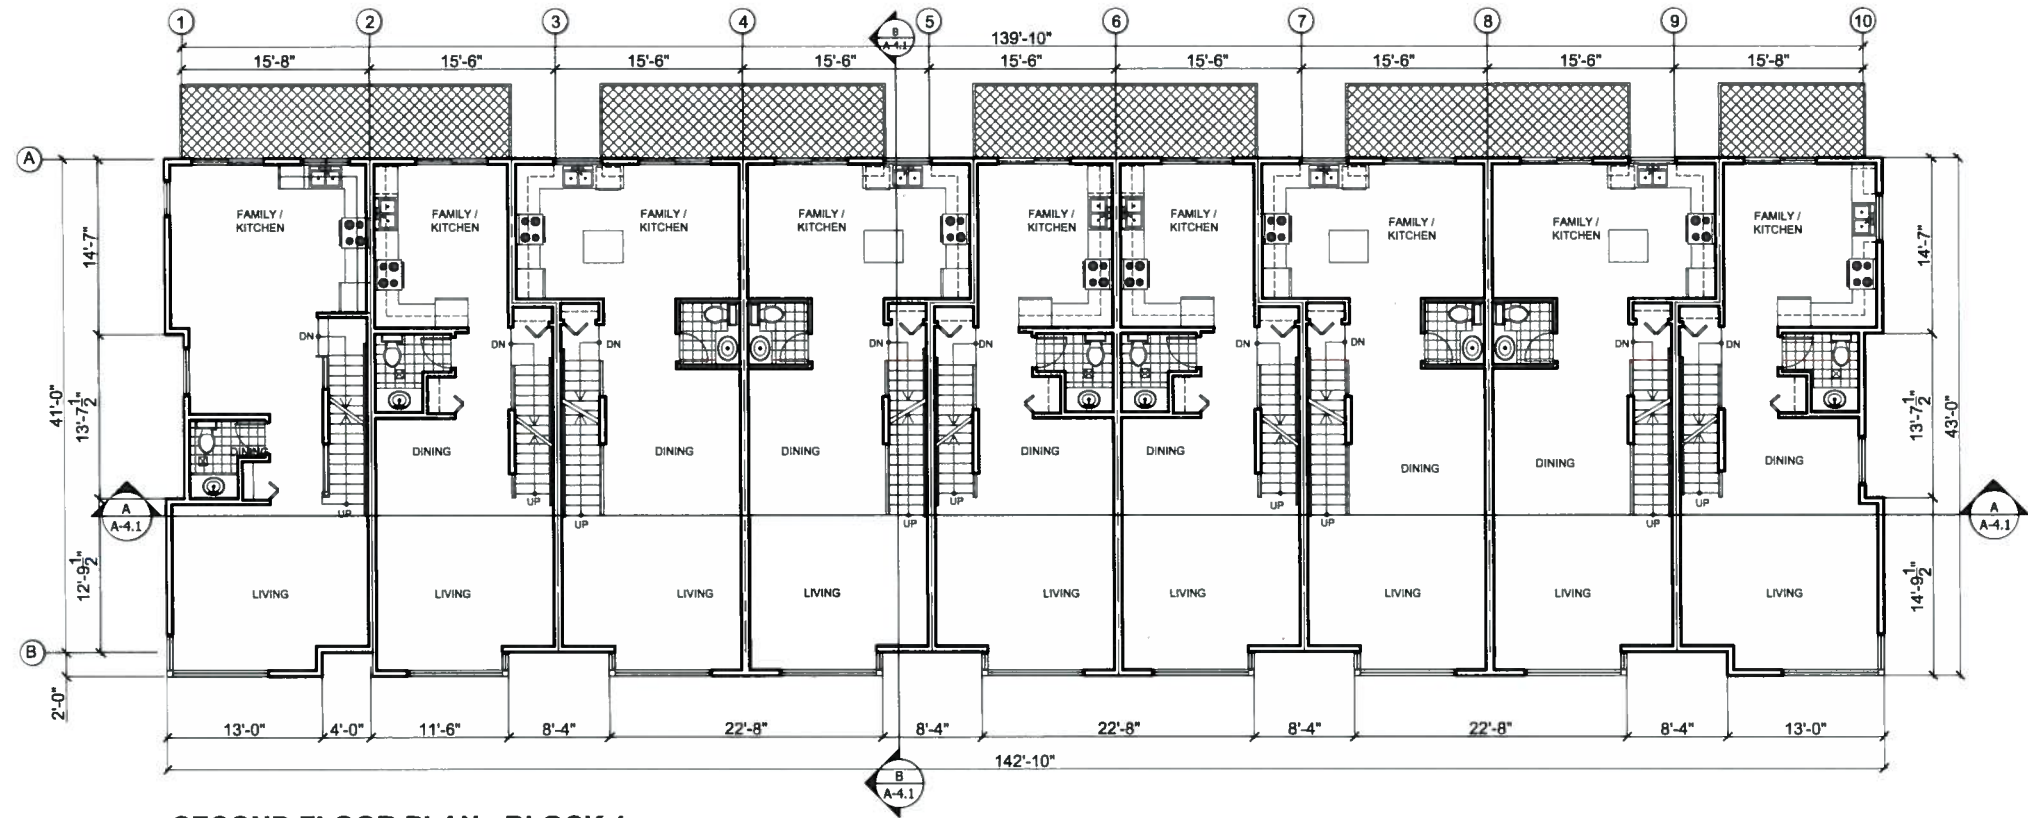 1 2 3 4 5 6 7 8 9 10
B
A-4.1
139'-10"
15'-8" 15'-6" 15'-6" 15'-6" 15'-6" 15'-6" 15'-6" 15'-6" 15'-8"
A
FAMILY / KITCHEN
FAMILY / KITCHEN
FAMILY / KITCHEN
FAMILY / KITCHEN
FAMILY / KITCHEN
FAMILY / KITCHEN
FAMILY / KITCHEN
FAMILY / KITCHEN
FAMILY / KITCHEN
14'-7"
14'-7"
DN DN DN DN DN DN DN DN DN
41'-0"
13'-7 1/2"
13'-7 1/2"
43'-0"
DINING DINING DINING DINING DINING DINING DINING DINING DINING
UP UP UP UP UP UP UP UP UP
A
A-4.1
A
A-4.1
12'-9 1/2"
14'-9 1/2"
LIVING LIVING LIVING LIVING LIVING LIVING LIVING LIVING LIVING
B
2'-0"
13'-0" 4'-0" 11'-6" 8'-4" 22'-8" 8'-4" 22'-8" 8'-4" 22'-8" 8'-4" 13'-0"
142'-10"
B
A-4.1